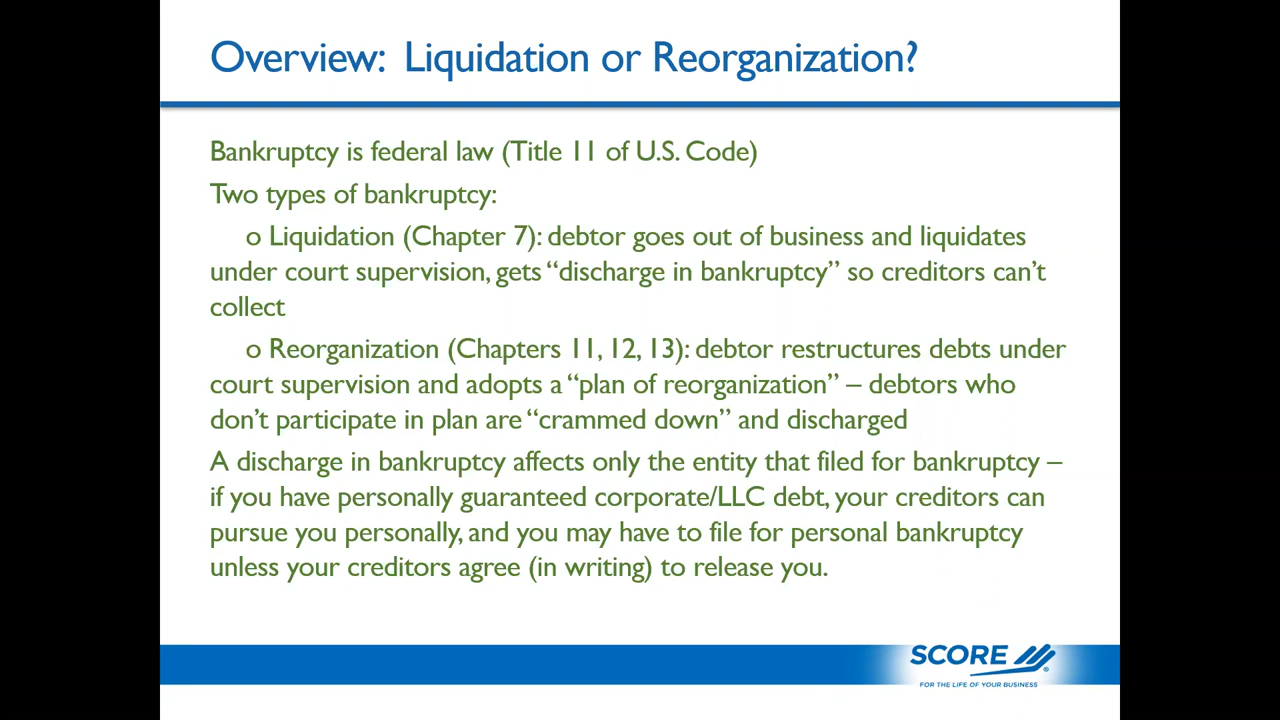 Overview: Liquidation or Reorganization?
Bankruptcy is federal law (Title 11 of U.S. Code)
Two types of bankruptcy:
o Liquidation (Chapter 7): debtor goes out of business and liquidates
under court supervision, gets “discharge in bankruptcy” so creditors can’t
collect
o Reorganization (Chapters 11, 12, 13): debtor restructures debts under
court supervision and adopts a “plan of reorganization” – debtors who
don’t participate in plan are “crammed down” and discharged
A discharge in bankruptcy affects only the entity that filed for bankruptcy –
if you have personally guaranteed corporate/LLC debt, your creditors can
pursue you personally, and you may have to file for personal bankruptcy
unless your creditors agree (in writing) to release you.
SCORE
®
FOR THE LIFE OF YOUR BUSINESS